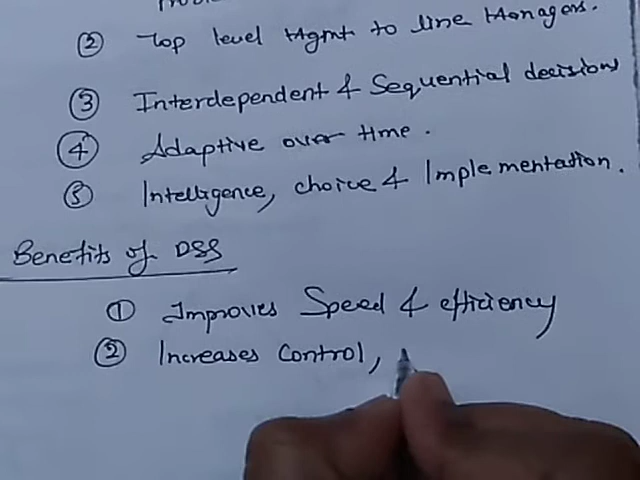 ② Top level Mgmt to line Managers.
③ Interdependent & Sequential decisions
④ Adaptive over time.
⑤ Intelligence, choice & Implementation.
Benefits of DSS
① Improves Speed & efficiency
② Increases Control,